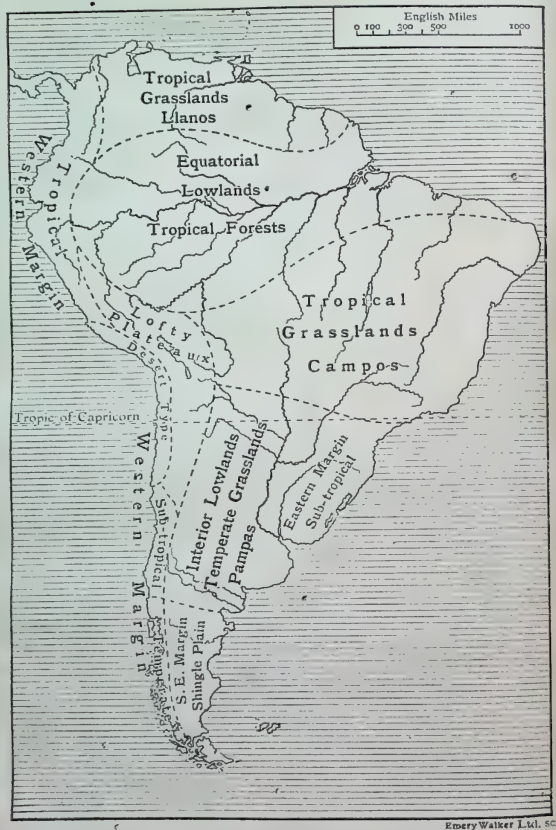 English Miles
0 100 300 500 1000
Tropical
Grasslands
Llanos
Equatorial
Lowlands
Tropical Forests
Western
Tropical
Margin
Lofty
Plateaux
Desert Type
Tropical
Grasslands
Campos
Tropic of Capricorn
Western Margin
Interior Lowlands
Temperate Grasslands
Pampas
Eastern Margin
Sub-tropical
Sub-tropical
Temperate
S. E. Margin
Shingle Plain
Emery Walker Ltd. sc